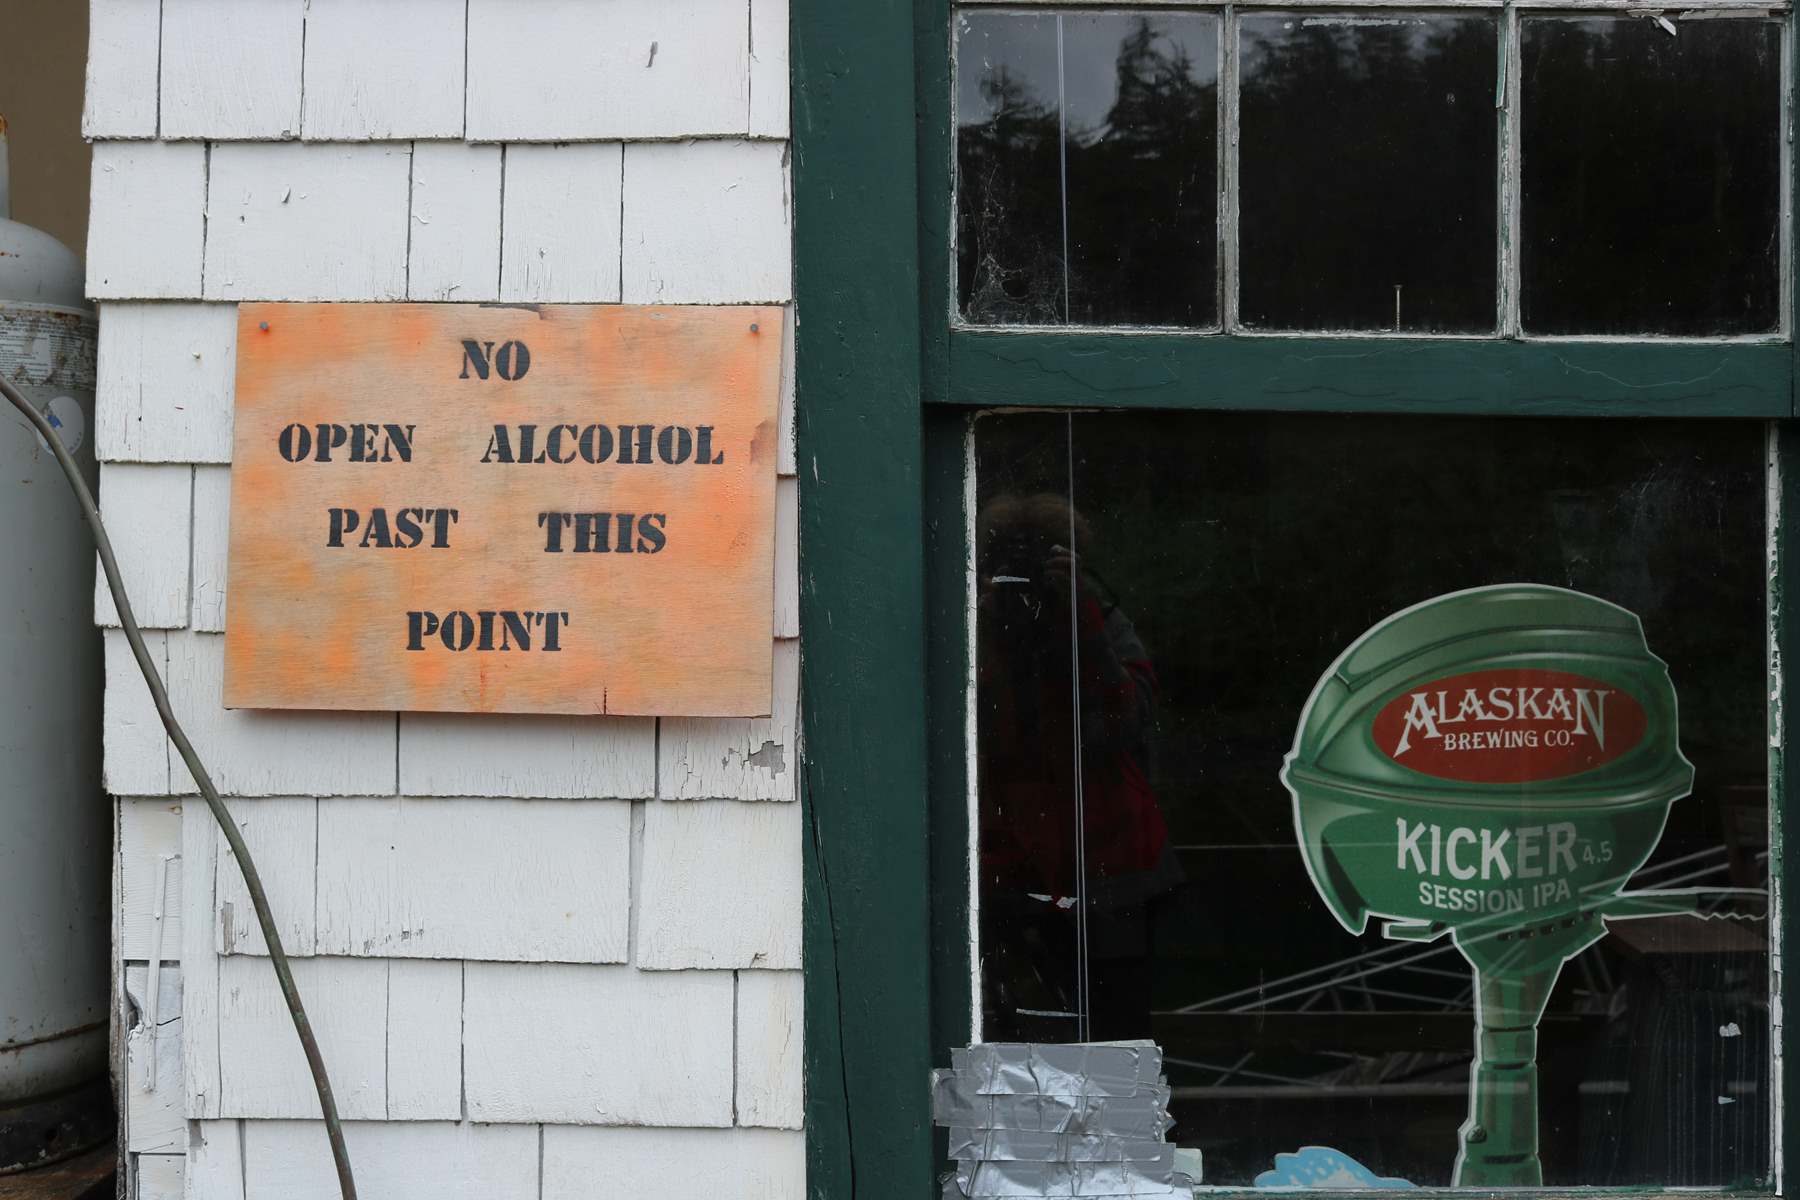 NO
OPEN ALCOHOL
PAST THIS
POINT
ALASKAN
BREWING CO.
KICKER 4.5
SESSION IPA